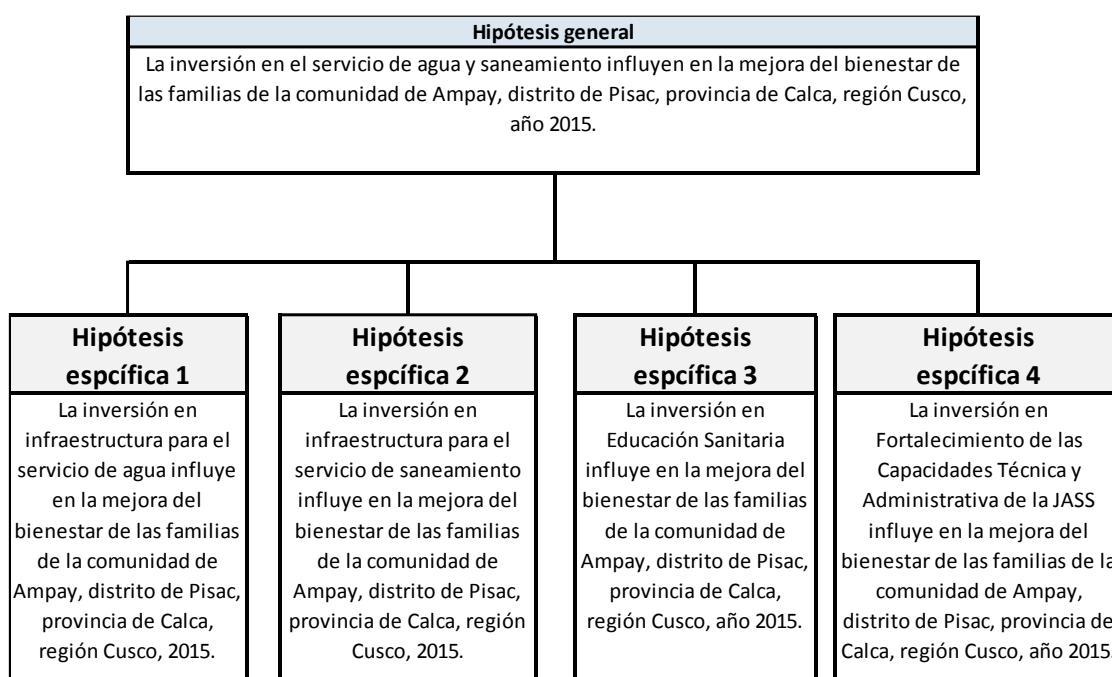 Hipótesis general
La inversión en el servicio de agua y saneamiento influyen en la mejora del bienestar de
las familias de la comunidad de Ampay, distrito de Pisac, provincia de Calca, región Cusco,
año 2015.
Hipótesis
espcífica 1
La inversión en
infraestructura para el
servicio de agua influye
en la mejora del
bienestar de las familias
de la comunidad de
Ampay, distrito de Pisac,
provincia de Calca,
región Cusco, 2015.
Hipótesis
espcífica 2
La inversión en
infraestructura para el
servicio de saneamiento
influye en la mejora del
bienestar de las familias
de la comunidad de
Ampay, distrito de Pisac,
provincia de Calca, región
Cusco, 2015.
Hipótesis
espcífica 3
La inversión en
Educación Sanitaria
influye en la mejora del
bienestar de las familias
de la comunidad de
Ampay, distrito de Pisac,
provincia de Calca,
región Cusco, año 2015.
Hipótesis
espcífica 4
La inversión en
Fortalecimiento de las
Capacidades Técnica y
Administrativa de la JASS
influye en la mejora del
bienestar de las familias de la
comunidad de Ampay,
distrito de Pisac, provincia de
Calca, región Cusco, año 2015.